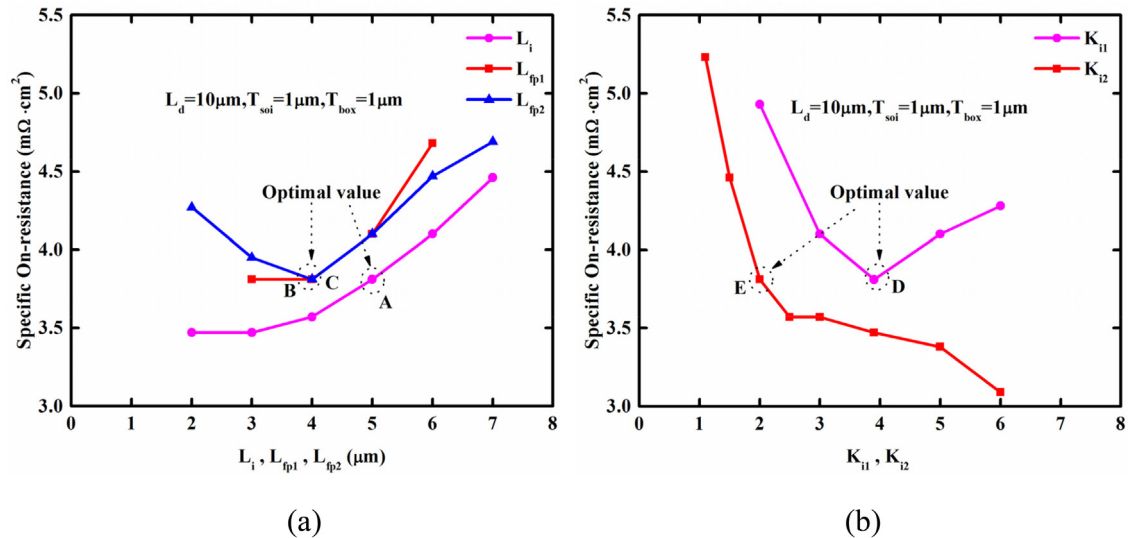 5.5
5.0
4.5
4.0
3.5
3.0
Specific On-resistance (mΩ·cm²)
0 1 2 3 4 5 6 7 8
L_i , L_fp1 , L_fp2 (μm)
L_i
L_fp1
L_fp2
L_d=10μm,T_soi=1μm,T_box=1μm
Optimal value
B C
A
(a)
5.5
5.0
4.5
4.0
3.5
3.0
Specific On-resistance (mΩ·cm²)
0 1 2 3 4 5 6 7 8
K_i1 , K_i2
K_i1
K_i2
L_d=10μm,T_soi=1μm,T_box=1μm
Optimal value
E
D
(b)